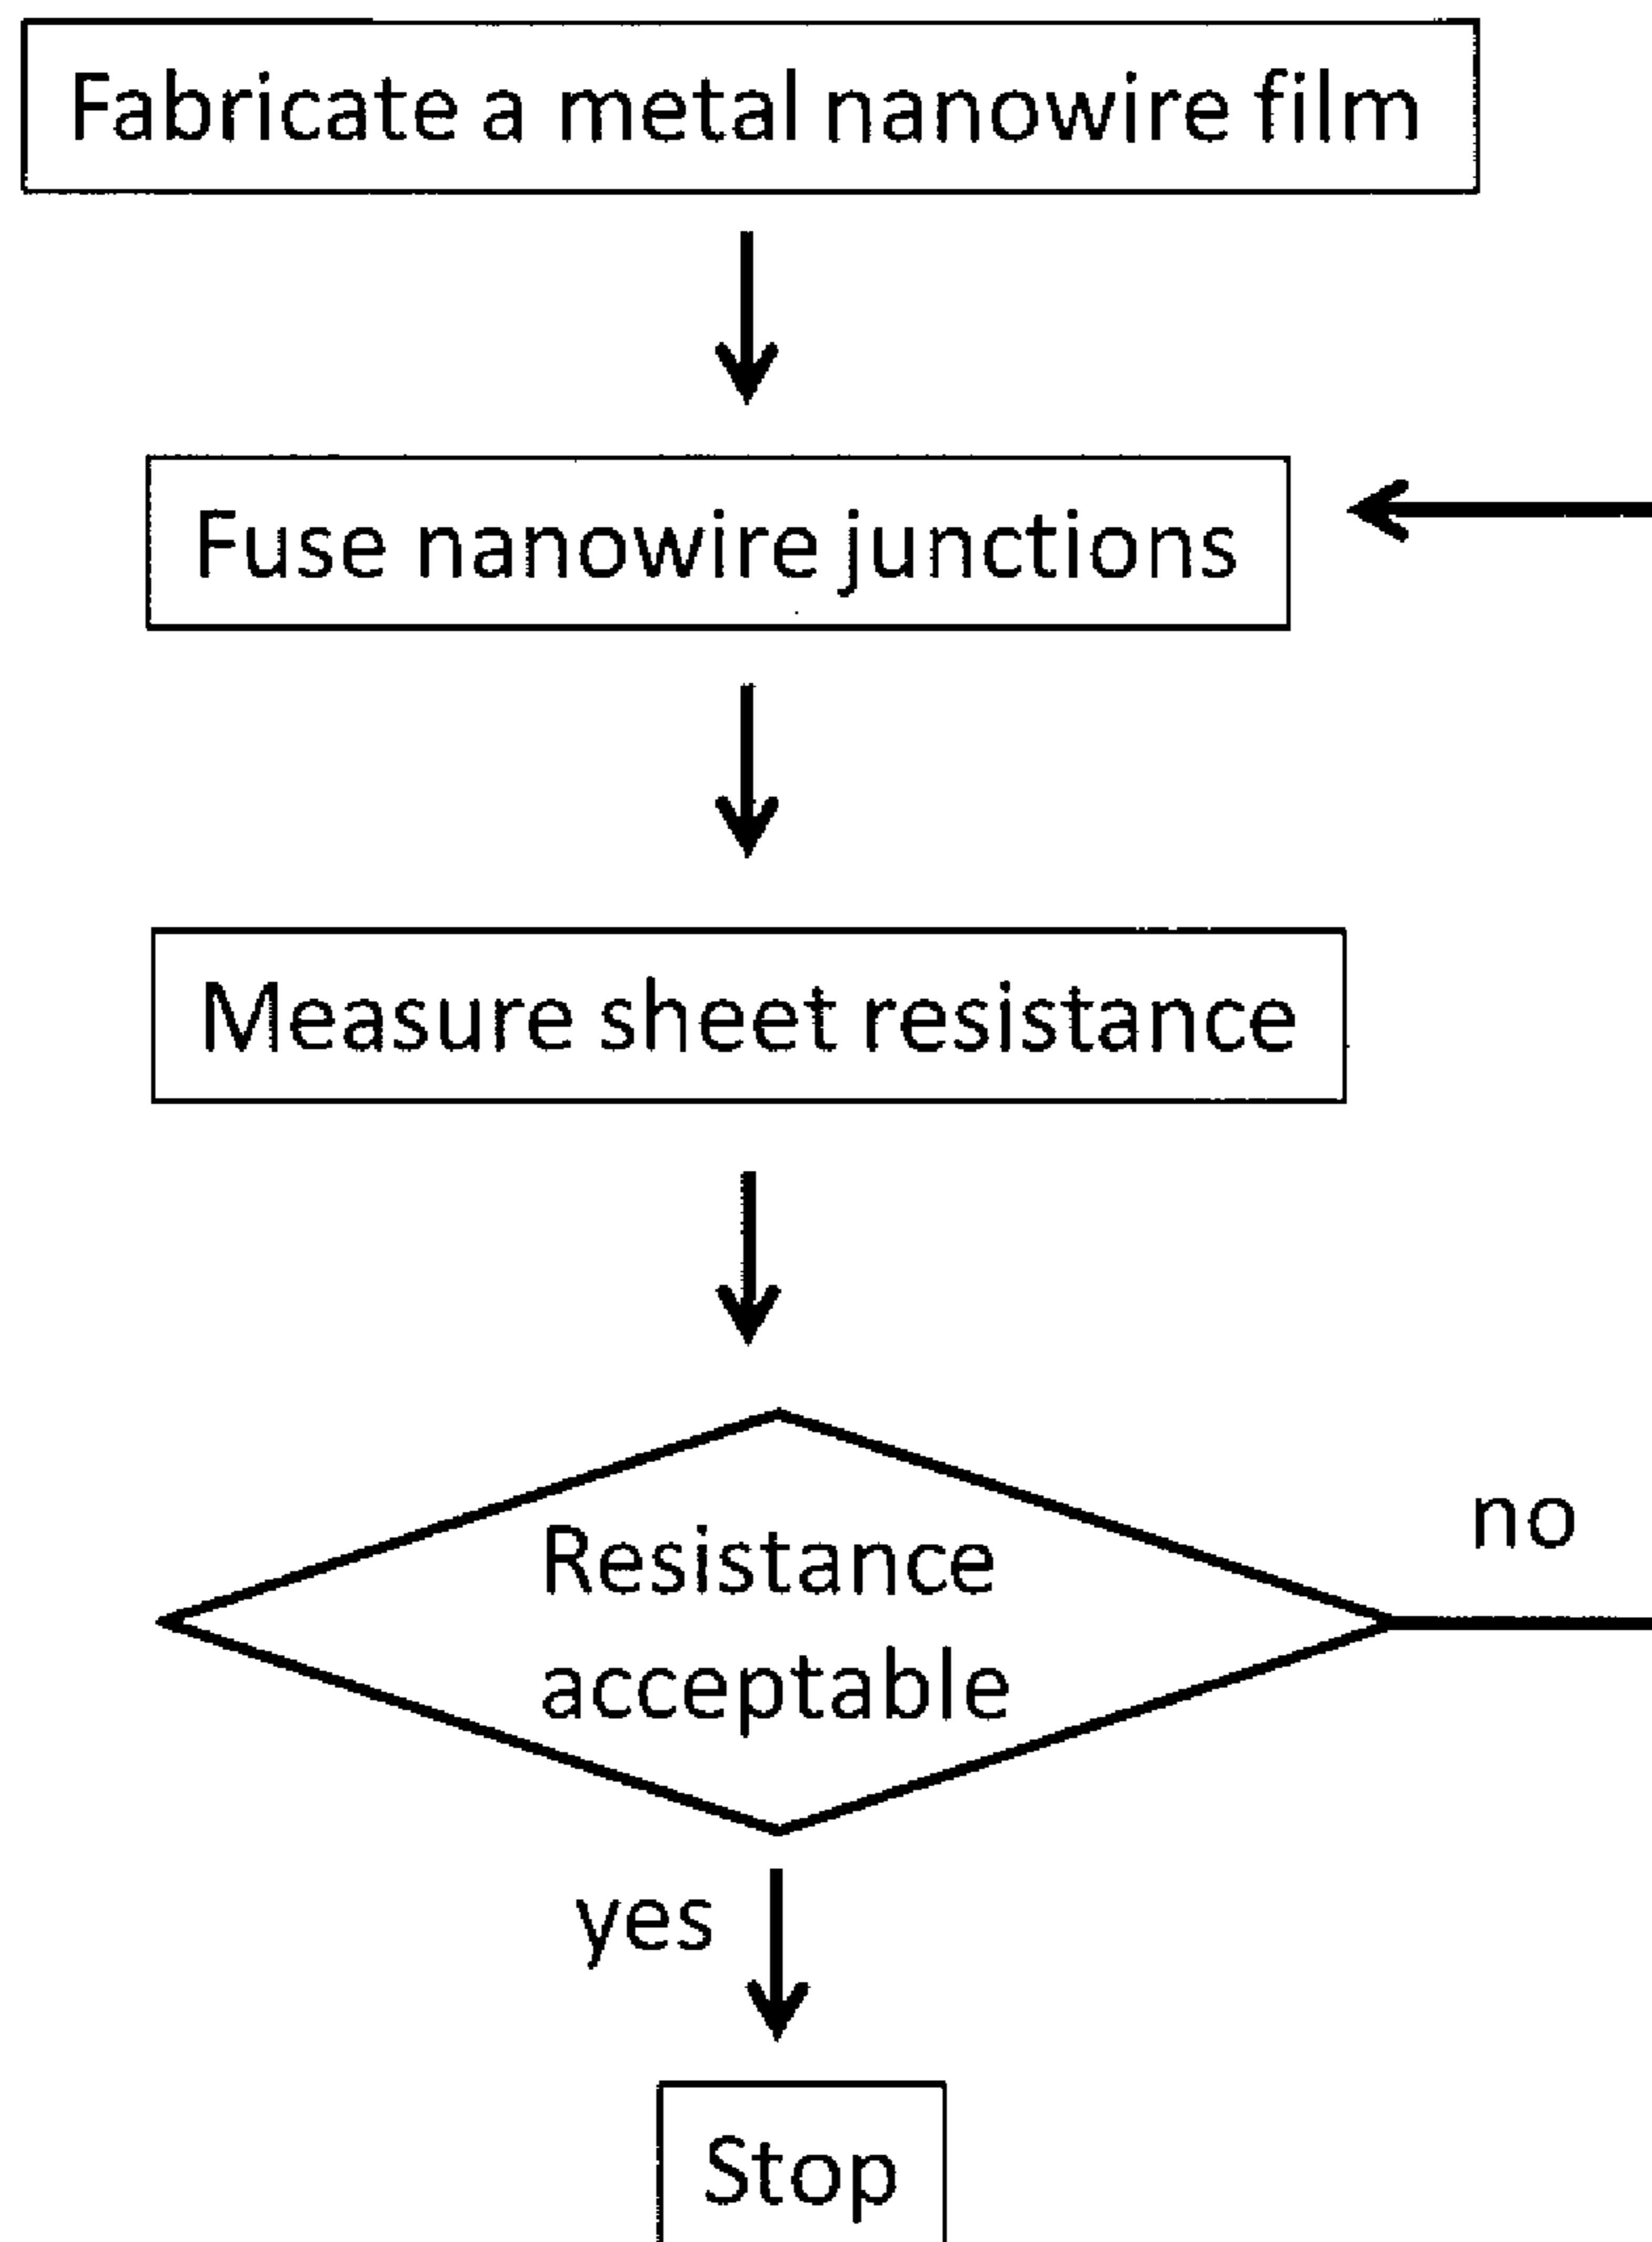 Fabricate a metal nanowire film
Fuse nanowire junctions
Measure sheet resistance
Resistance
acceptable
no
yes
Stop